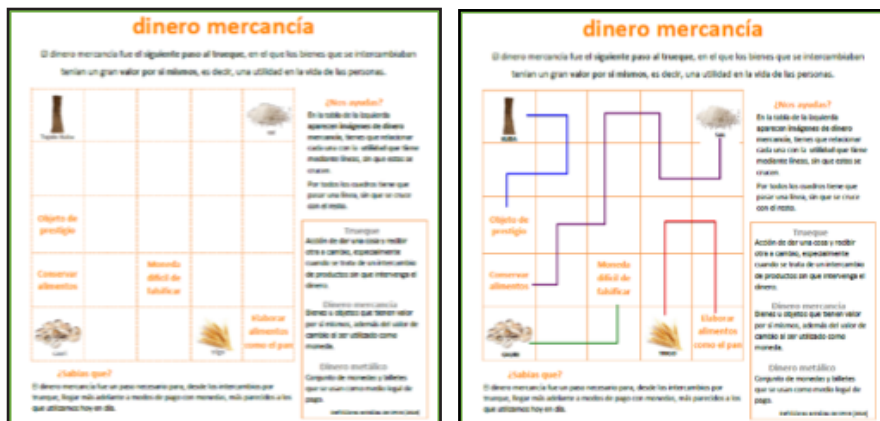 dinero mercancía
El dinero mercancía fue el siguiente paso al trueque, en el que los bienes que se intercambiaban
tenían un gran valor por sí mismos, es decir, una utilidad en la vida de las personas.
¿Nos ayudas?
En la tabla de la izquierda
aparecen imágenes de dinero
mercancía, tienes que relacionar
cada una con la utilidad que tiene
mediante líneas, sin que estas se
crucen.
Por todos los cuadros tiene que
pasar una línea, sin que se cruce
con el resto.
Sal
Objeto de
prestigio
Conservar
alimentos
Moneda
difícil de
falsificar
Cauri
Trigo
Elaborar
alimentos
como el pan
Trueque
Acción de dar una cosa y recibir
otra a cambio, especialmente
cuando se trata de un intercambio
de productos sin que intervenga el
dinero.
Dinero mercancía
Bienes u objetos que tienen valor
por sí mismos, además del valor de
cambio al ser utilizado como
moneda.
Dinero metálico
Conjunto de monedas y billetes
que se usan como medio legal de
pago.
¿Sabías que?
El dinero mercancía fue un paso necesario para, desde los intercambios por
trueque, llegar más adelante a modos de pago con monedas, más parecidos a los
que utilizamos hoy en día.
dinero mercancía
El dinero mercancía fue el siguiente paso al trueque, en el que los bienes que se intercambiaban
tenían un gran valor por sí mismos, es decir, una utilidad en la vida de las personas.
¿Nos ayudas?
En la tabla de la izquierda
aparecen imágenes de dinero
mercancía, tienes que relacionar
cada una con la utilidad que tiene
mediante líneas, sin que estas se
crucen.
Por todos los cuadros tiene que
pasar una línea, sin que se cruce
con el resto.
SAL
Objeto de
prestigio
Conservar
alimentos
Moneda
difícil de
falsificar
CAURI
TRIGO
Elaborar
alimentos
como el pan
Trueque
Acción de dar una cosa y recibir
otra a cambio, especialmente
cuando se trata de un intercambio
de productos sin que intervenga el
dinero.
Dinero mercancía
Bienes u objetos que tienen valor
por sí mismos, además del valor de
cambio al ser utilizado como
moneda.
Dinero metálico
Conjunto de monedas y billetes
que se usan como medio legal de
pago.
¿Sabías que?
El dinero mercancía fue un paso necesario para, desde los intercambios por
trueque, llegar más adelante a modos de pago con monedas, más parecidos a los
que utilizamos hoy en día.